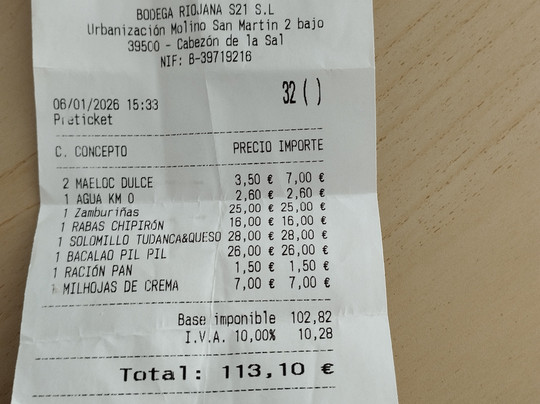 BODEGA RIOJANA S21 S.L
Urbanización Molino San Martin 2 bajo
39500 - Cabezón de la Sal
NIF: B-39719216
32 ( )
06/01/2026 15:33
Preticket
C. CONCEPTO PRECIO IMPORTE
2 MAELOC DULCE 3,50 € 7,00 €
1 AGUA KM 0 2,60 € 2,60 €
1 Zamburiñas 25,00 € 25,00 €
1 RABAS CHIPIRÓN 16,00 € 16,00 €
1 SOLOMILLO TUDANCA&QUESO 28,00 € 28,00 €
1 BACALAO PIL PIL 26,00 € 26,00 €
1 RACIÓN PAN 1,50 € 1,50 €
1 MILHOJAS DE CREMA 7,00 € 7,00 €
Base imponible 102,82
I.V.A. 10,00% 10,28
Total: 113,10 €